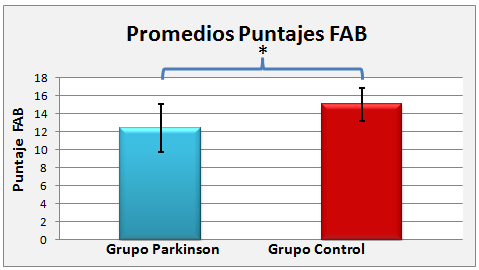 Promedios Puntajes FAB
*
Puntaje FAB
18
16
14
12
10
8
6
4
2
0
Grupo Parkinson
Grupo Control